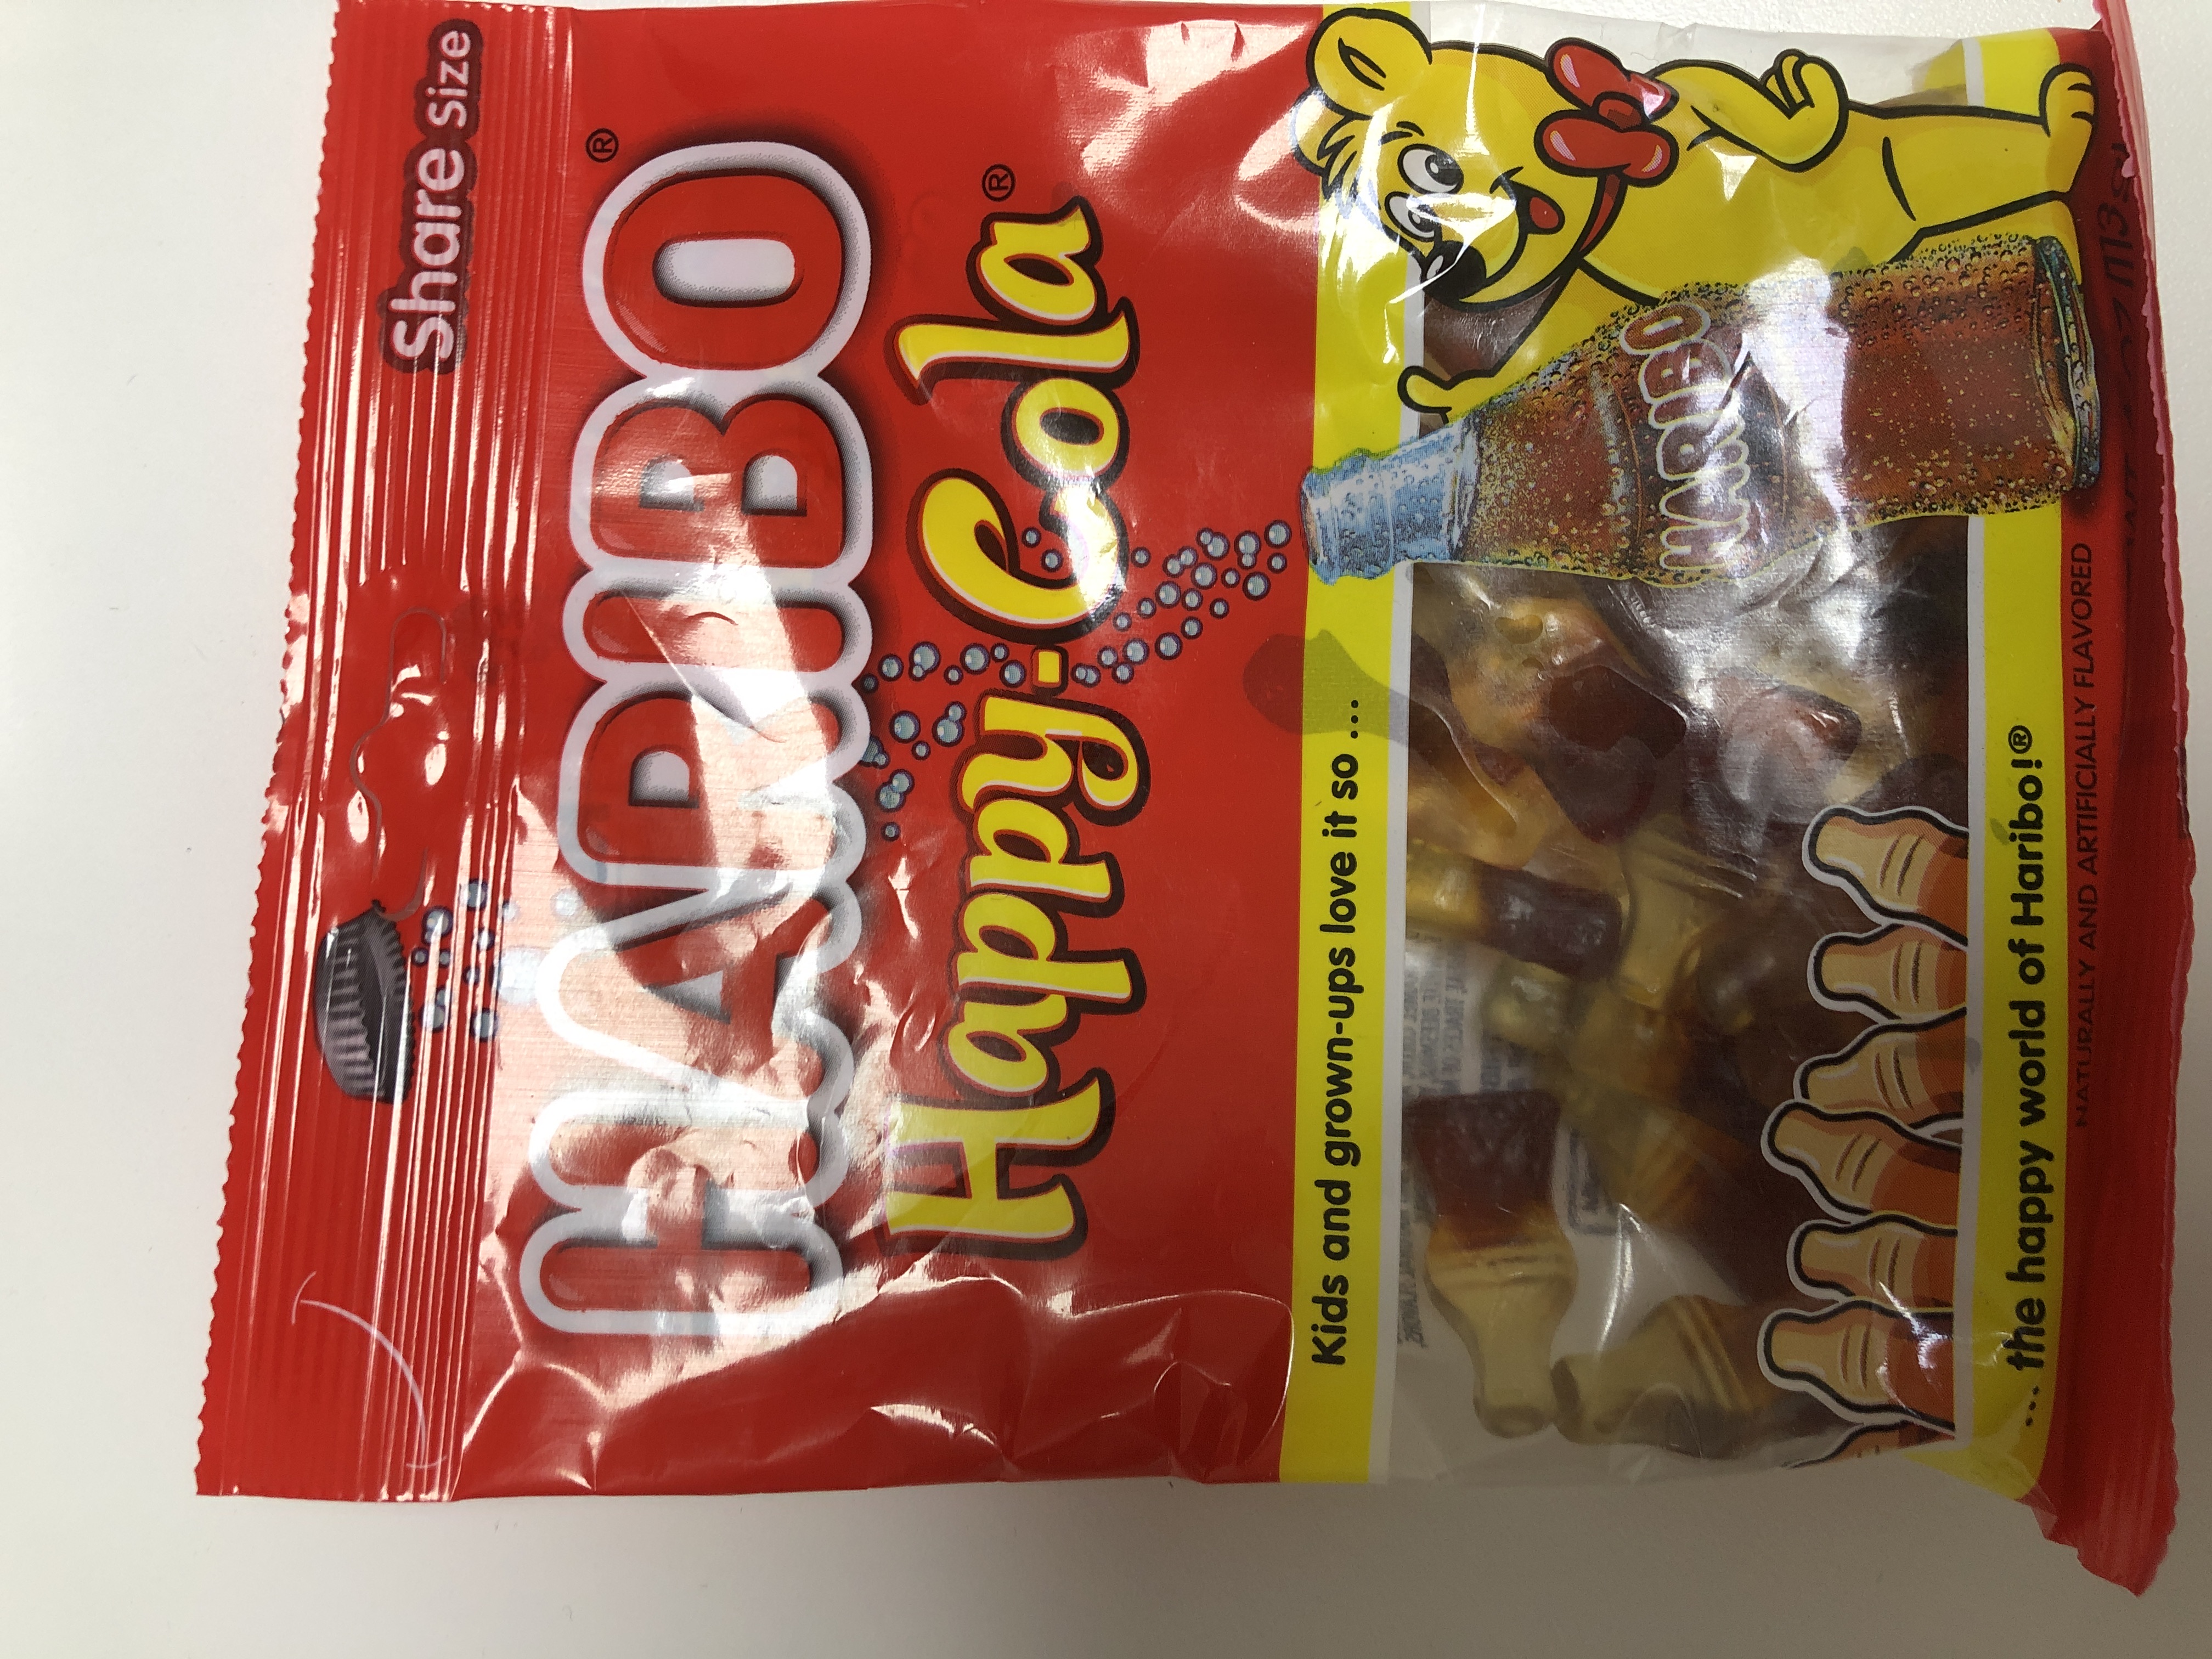 Share size
HARIBO®
Happy-Cola®
Kids and grown-ups love it so ...
HARIBO
... the happy world of Haribo!®
NATURALLY AND ARTIFICIALLY FLAVORED